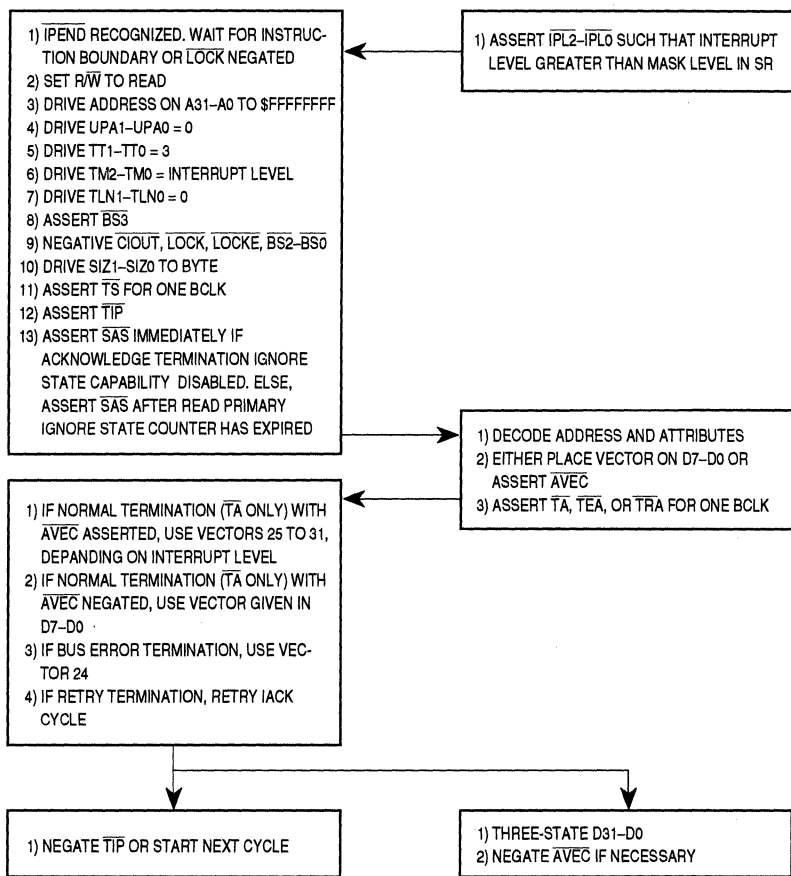 1) IPEND RECOGNIZED. WAIT FOR INSTRUC-
TION BOUNDARY OR LOCK NEGATED
2) SET R/W TO READ
3) DRIVE ADDRESS ON A31–A0 TO $FFFFFFFF
4) DRIVE UPA1–UPA0 = 0
5) DRIVE TT1–TT0 = 3
6) DRIVE TM2–TM0 = INTERRUPT LEVEL
7) DRIVE TLN1–TLN0 = 0
8) ASSERT BS3
9) NEGATIVE CIOUT, LOCK, LOCKE, BS2–BS0
10) DRIVE SIZ1–SIZ0 TO BYTE
11) ASSERT TS FOR ONE BCLK
12) ASSERT TIP
13) ASSERT SAS IMMEDIATELY IF
ACKNOWLEDGE TERMINATION IGNORE
STATE CAPABILITY DISABLED. ELSE,
ASSERT SAS AFTER READ PRIMARY
IGNORE STATE COUNTER HAS EXPIRED
1) ASSERT IPL2–IPL0 SUCH THAT INTERRUPT
LEVEL GREATER THAN MASK LEVEL IN SR
1) DECODE ADDRESS AND ATTRIBUTES
2) EITHER PLACE VECTOR ON D7–D0 OR
ASSERT AVEC
3) ASSERT TA, TEA, OR TRA FOR ONE BCLK
1) IF NORMAL TERMINATION (TA ONLY) WITH
AVEC ASSERTED, USE VECTORS 25 TO 31,
DEPANDING ON INTERRUPT LEVEL
2) IF NORMAL TERMINATION (TA ONLY) WITH
AVEC NEGATED, USE VECTOR GIVEN IN
D7–D0
3) IF BUS ERROR TERMINATION, USE VEC-
TOR 24
4) IF RETRY TERMINATION, RETRY IACK
CYCLE
1) NEGATE TIP OR START NEXT CYCLE
1) THREE-STATE D31–D0
2) NEGATE AVEC IF NECESSARY